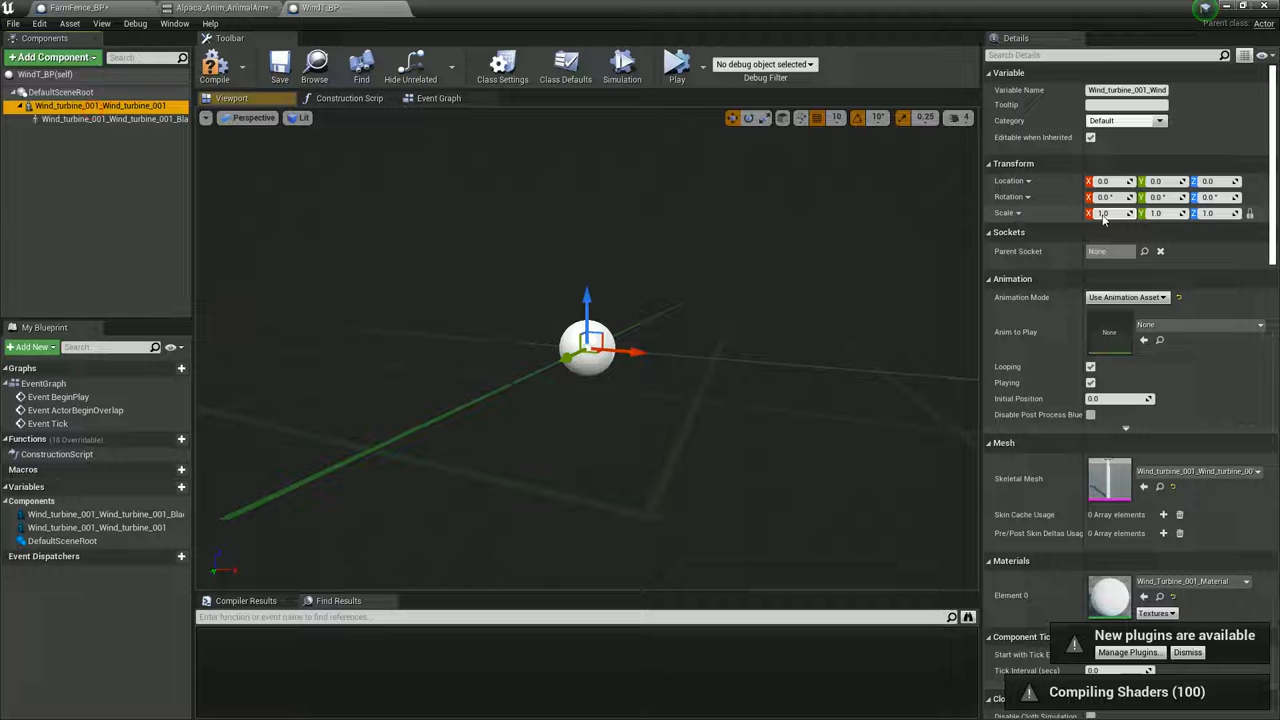 FarmFence_BP*
Alpaca_Anim_AnimalArm*
WindT_BP*
File Edit Asset View Debug Window Help
Parent class: Actor
Components
Toolbar
Details
+Add Component
Search
WindT_BP(self)
DefaultSceneRoot
Wind_turbine_001_Wind_turbine_001
Wind_turbine_001_Wind_turbine_001_Bla
Compile
Save
Browse
Find
Hide Unrelated
Class Settings
Class Defaults
Simulation
Play
No debug object selected
Debug Filter
Viewport
Construction Scrip
Event Graph
Perspective
Lit
10
10°
0.25
4
Search Details
Variable
Variable Name Wind_turbine_001_Wind
Tooltip
Category Default
Editable when Inherited
Transform
Location X 0.0 Y 0.0 Z 0.0
Rotation X 0.0 ° Y 0.0 ° Z 0.0 °
Scale X 1.0 Y 1.0 Z 1.0
Sockets
Parent Socket None
Animation
Animation Mode Use Animation Asset
Anim to Play None None
Looping
Playing
Initial Position 0.0
Disable Post Process Blue
Mesh
Skeletal Mesh Wind_turbine_001_Wind_turbine_00
Skin Cache Usage 0 Array elements
Pre/Post Skin Deltas Usag 0 Array elements
Materials
Element 0 Wind_Turbine_001_Material
Textures
Component Tic
Start with Tick E
Tick Interval (secs) 0.0
Clo
Disable Cloth Simulation
New plugins are available
Manage Plugins... Dismiss
Compiling Shaders (100)
My Blueprint
+Add New
Search
Graphs
EventGraph
Event BeginPlay
Event ActorBeginOverlap
Event Tick
Functions (18 Overridable)
ConstructionScript
Macros
Variables
Components
Wind_turbine_001_Wind_turbine_001_Bla
Wind_turbine_001_Wind_turbine_001
DefaultSceneRoot
Event Dispatchers
Compiler Results
Find Results
Enter function or event name to find references...